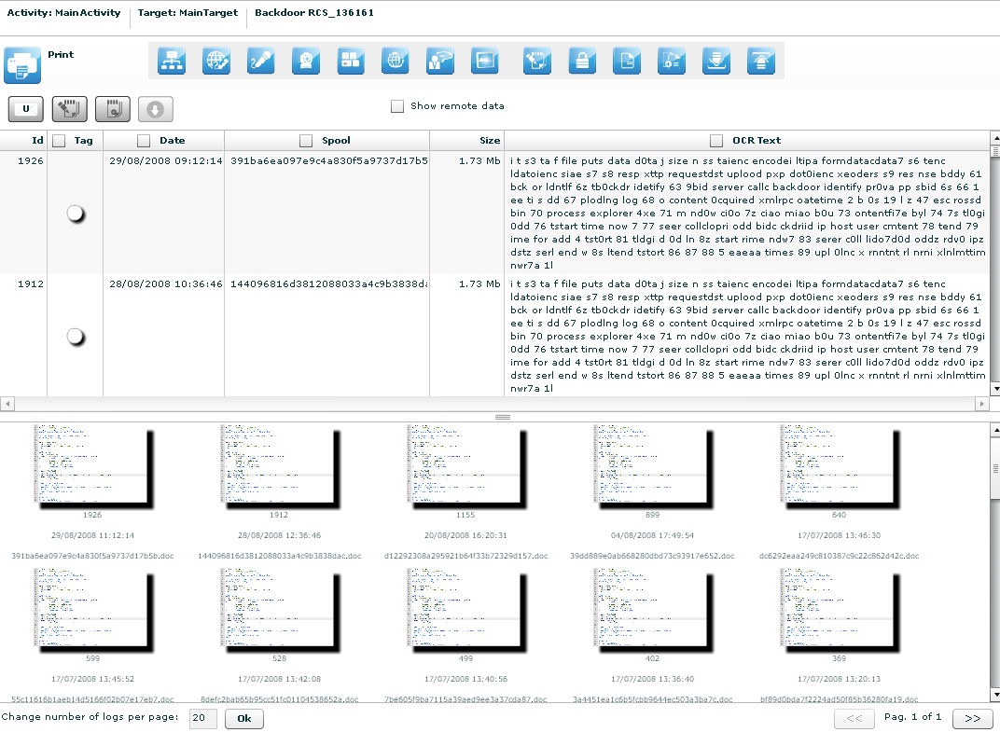 Activity: MainActivity Target: MainTarget Backdoor RCS_136161
Print
U
Show remote data
Id Tag Date Spool Size OCR Text
1926 29/08/2008 09:12:14 391ba6ea097e9c4a830f5a9737d17b5 1.73 Mb i t s3 ta f file puts data d0ta j size n ss taienc encodei ltipa formdatacdata7 s6 tenc
ldatoienc siae s7 s8 resp xttp requestdst uplood pxp dot0ienc xeoders s9 res nse bddy 61
bck or ldntlf 6z tb0ckdr idetify 63 9bid server callc backdoor identify pr0va pp sbid 6s 66 1
ee ti s dd 67 plodlng log 68 o content 0cquired xmlrpc oatetime 2 b 0s 19 l z 47 esc rossd
bin 70 process explorer 4xe 71 m nd0w ci0o 7z ciao miao b0u 73 ontentfi7e byl 74 7s tl0gi
0dd 76 tstart time now 7 77 seer collclopri odd bidc ckdriid ip host user cmtent 78 tend 79
ime for add 4 tst0rt 81 tldgi d 0d ln 8z start rime ndw7 83 serer c0ll lido7d0d oddz rdv0 ipz
dstz serl end w 8s ltend tstort 86 87 88 5 eaeaa times 89 upl 0lnc x rnntnt rl nrni xlnlmttim
nwr7a 1l
1912 28/08/2008 10:36:46 144096816d3812088033a4c9b3838da 1.73 Mb i t s3 ta f file puts data d0ta j size n ss taienc encodei ltipa formdatacdata7 s6 tenc
ldatoienc siae s7 s8 resp xttp requestdst uplood pxp dot0ienc xeoders s9 res nse bddy 61
bck or ldntlf 6z tb0ckdr idetify 63 9bid server callc backdoor identify pr0va pp sbid 6s 66 1
ee ti s dd 67 plodlng log 68 o content 0cquired xmlrpc oatetime 2 b 0s 19 l z 47 esc rossd
bin 70 process explorer 4xe 71 m nd0w ci0o 7z ciao miao b0u 73 ontentfi7e byl 74 7s tl0gi
0dd 76 tstart time now 7 77 seer collclopri odd bidc ckdriid ip host user cmtent 78 tend 79
ime for add 4 tst0rt 81 tldgi d 0d ln 8z start rime ndw7 83 serer c0ll lido7d0d oddz rdv0 ipz
dstz serl end w 8s ltend tstort 86 87 88 5 eaeaa times 89 upl 0lnc x rnntnt rl nrni xlnlmttim
nwr7a 1l
1926 1912 1155 899 640
29/08/2008 11:12:14 28/08/2008 12:36:46 20/08/2008 16:20:31 04/08/2008 17:49:54 17/07/2008 13:46:30
391ba6ea097e9c4a830f5a9737d17b5b.doc 144096816d3812088033a4c9b3838dac.doc d12292308a295921b64f33b72329d157.doc 39dd889e0ab668280dbd73c93917e652.doc dc6292eaa249c810387c9c22c862d42c.doc
599 528 499 402 369
17/07/2008 13:45:52 17/07/2008 13:42:08 17/07/2008 13:40:56 17/07/2008 13:36:40 17/07/2008 13:20:13
55c11616b1aeb14d5166f02b07e17eb7.doc 8defc2bab65b95cc51fc01104538652a.doc 7be605f9ba7115a39aed9ee3a37cda87.doc 3a4451ea1c6b5fcbb9644ec503a3ba7c.doc bf89d0bda7f2224ad50f85b36280fa19.doc
Change number of logs per page: 20 Ok << Pag. 1 of 1 >>